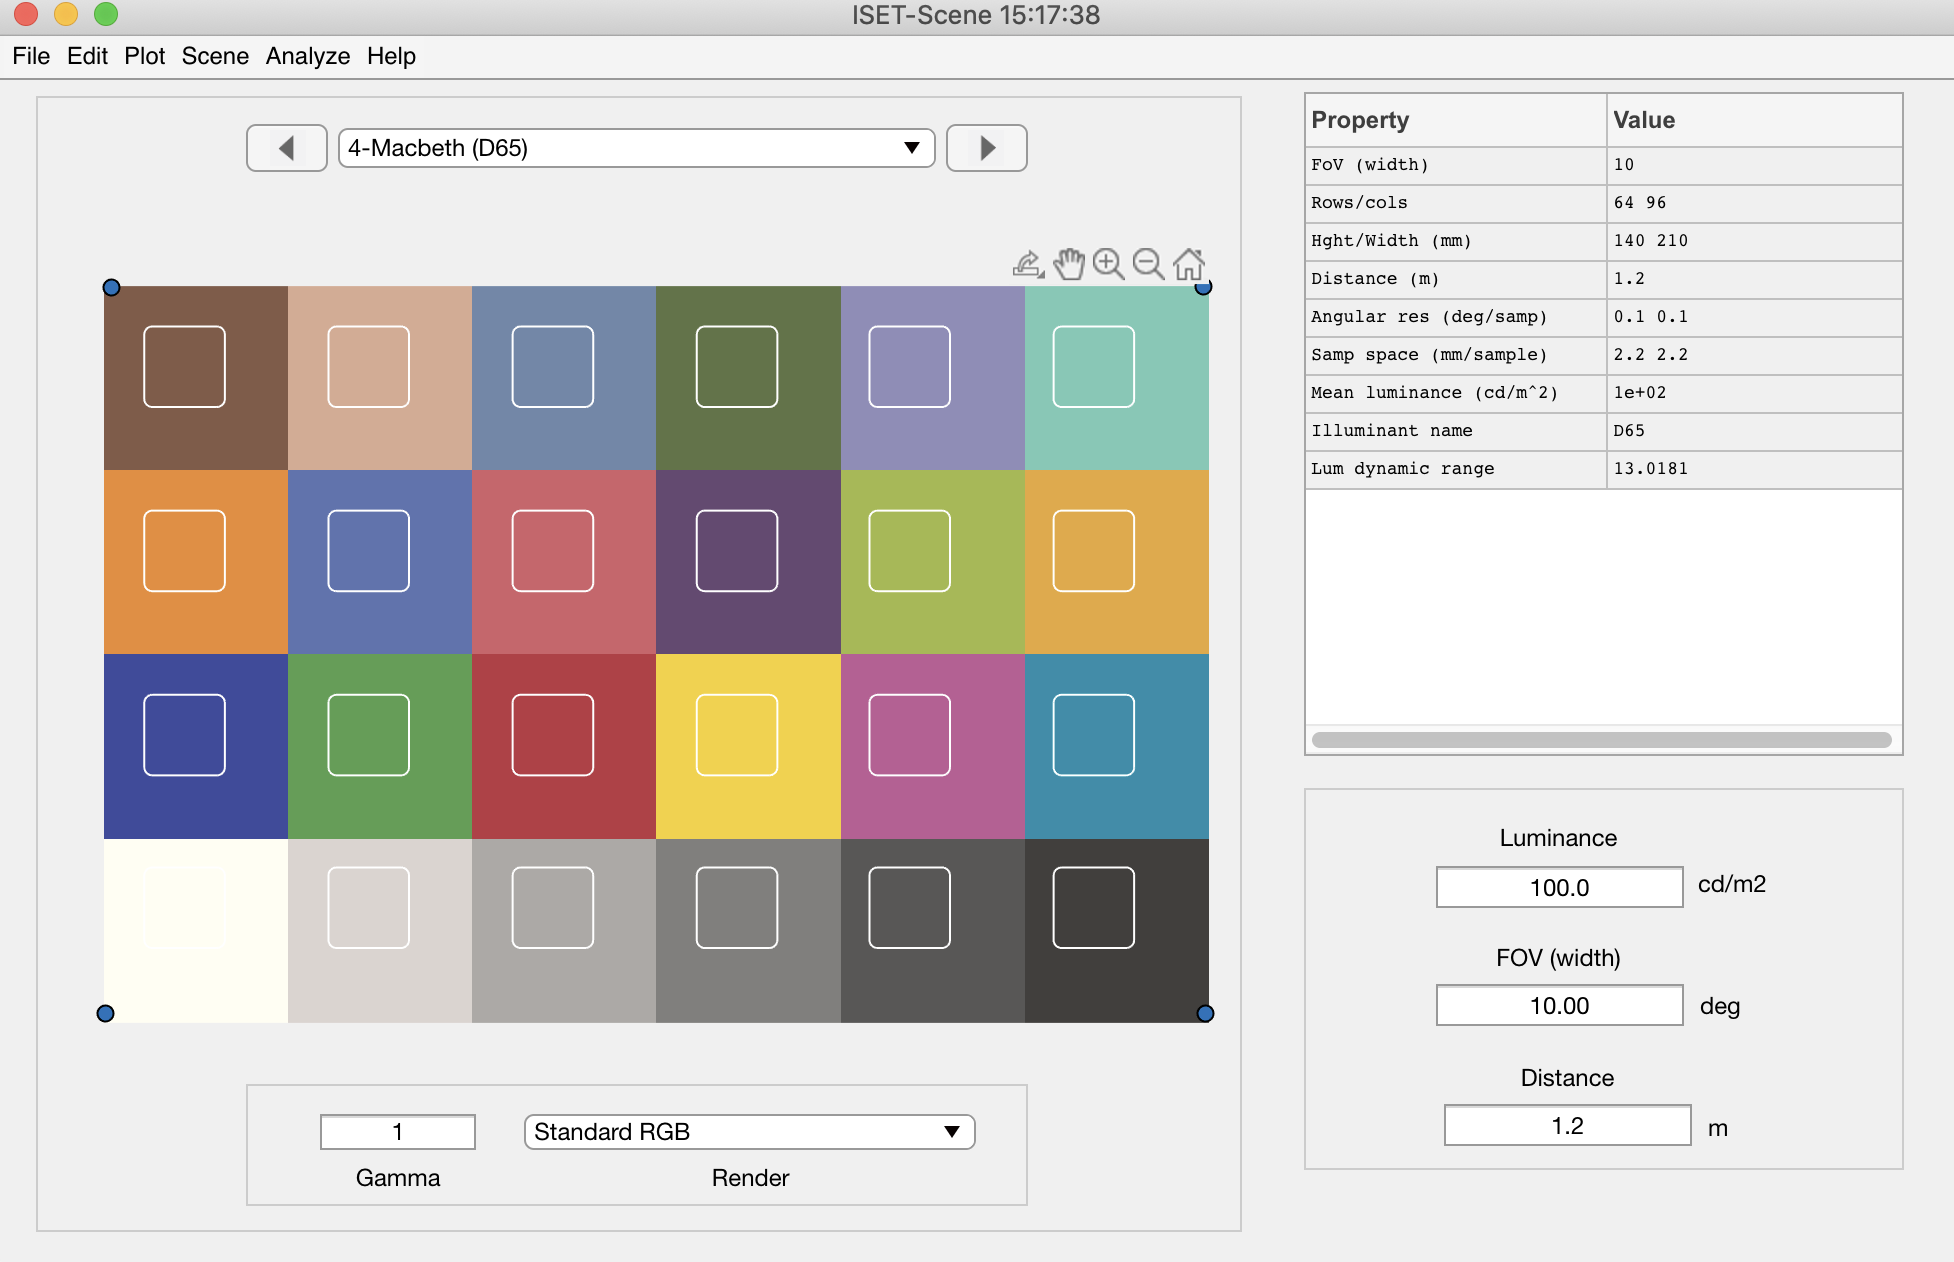 ISET-Scene 15:17:38
File Edit Plot Scene Analyze Help
4-Macbeth (D65)
Property Value
FoV (width) 10
Rows/cols 64 96
Hght/Width (mm) 140 210
Distance (m) 1.2
Angular res (deg/samp) 0.1 0.1
Samp space (mm/sample) 2.2 2.2
Mean luminance (cd/m^2) 1e+02
Illuminant name D65
Lum dynamic range 13.0181
Luminance
100.0 cd/m2
FOV (width)
10.00 deg
Distance
1.2 m
1 Standard RGB
Gamma Render